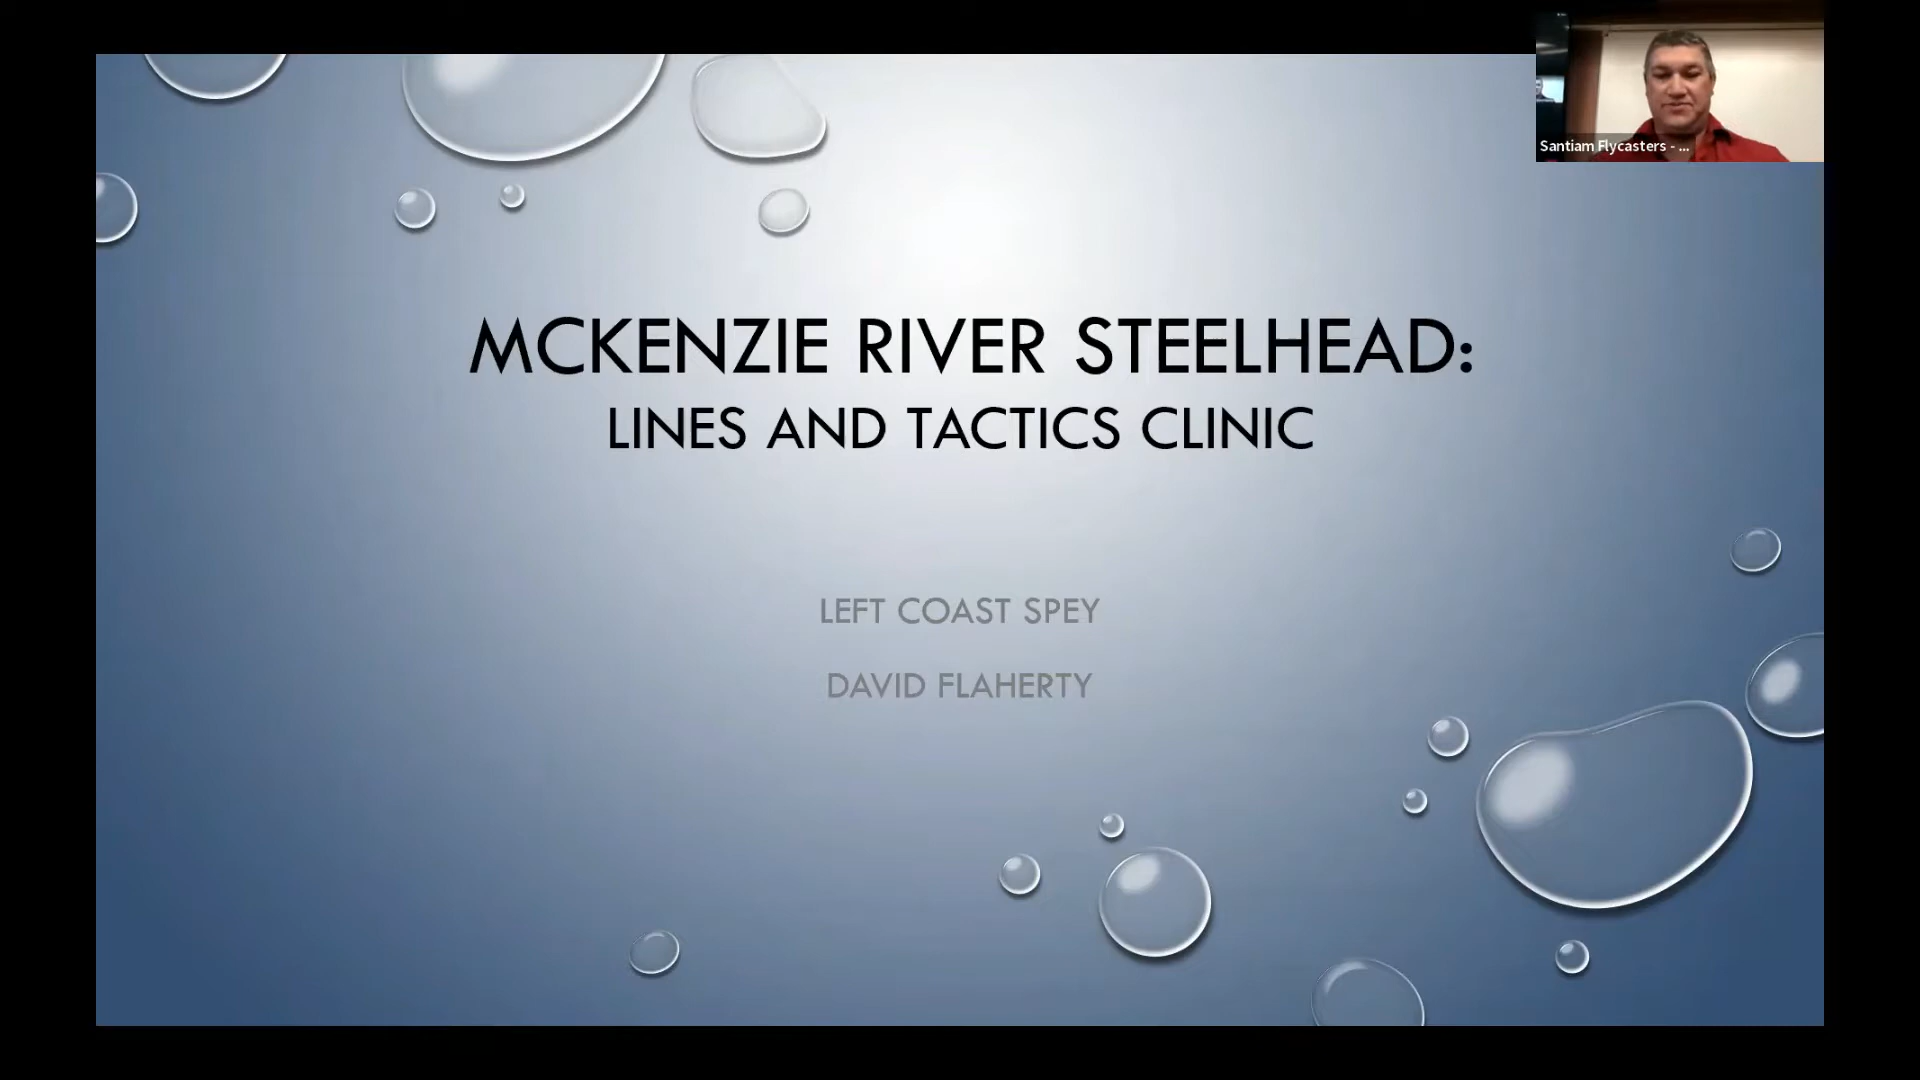 Santiam Flycasters - ...
MCKENZIE RIVER STEELHEAD:
LINES AND TACTICS CLINIC
LEFT COAST SPEY
DAVID FLAHERTY